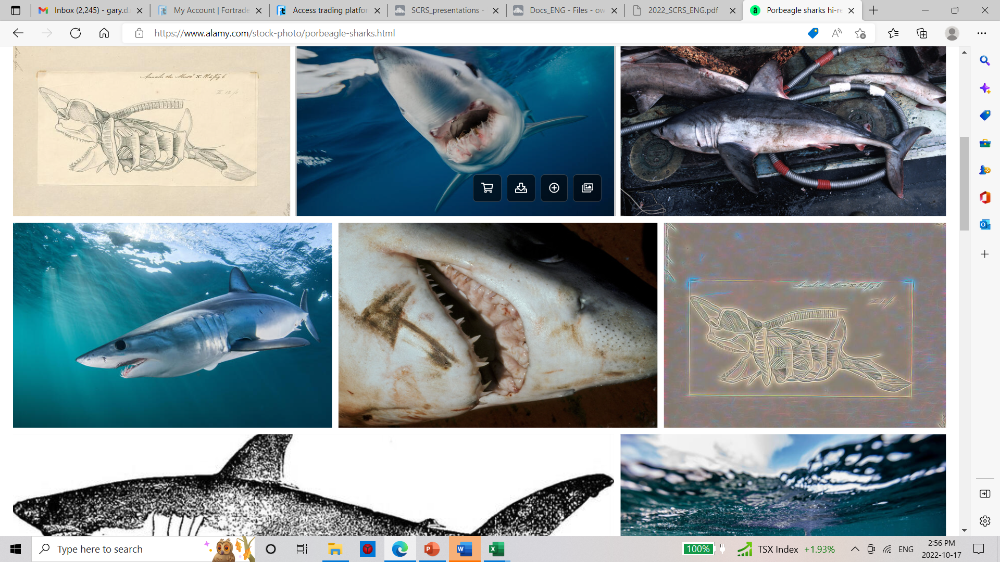 Inbox (2,245) - gary.d.
My Account | Fortrade
Access trading platfor
SCRS_presentations -
Docs_ENG - Files - ow
2022_SCRS_ENG.pdf
Porbeagle sharks hi-re
https://www.alamy.com/stock-photo/porbeagle-sharks.html
Type here to search
100%
TSX Index +1.93%
ENG
2:56 PM
2022-10-17